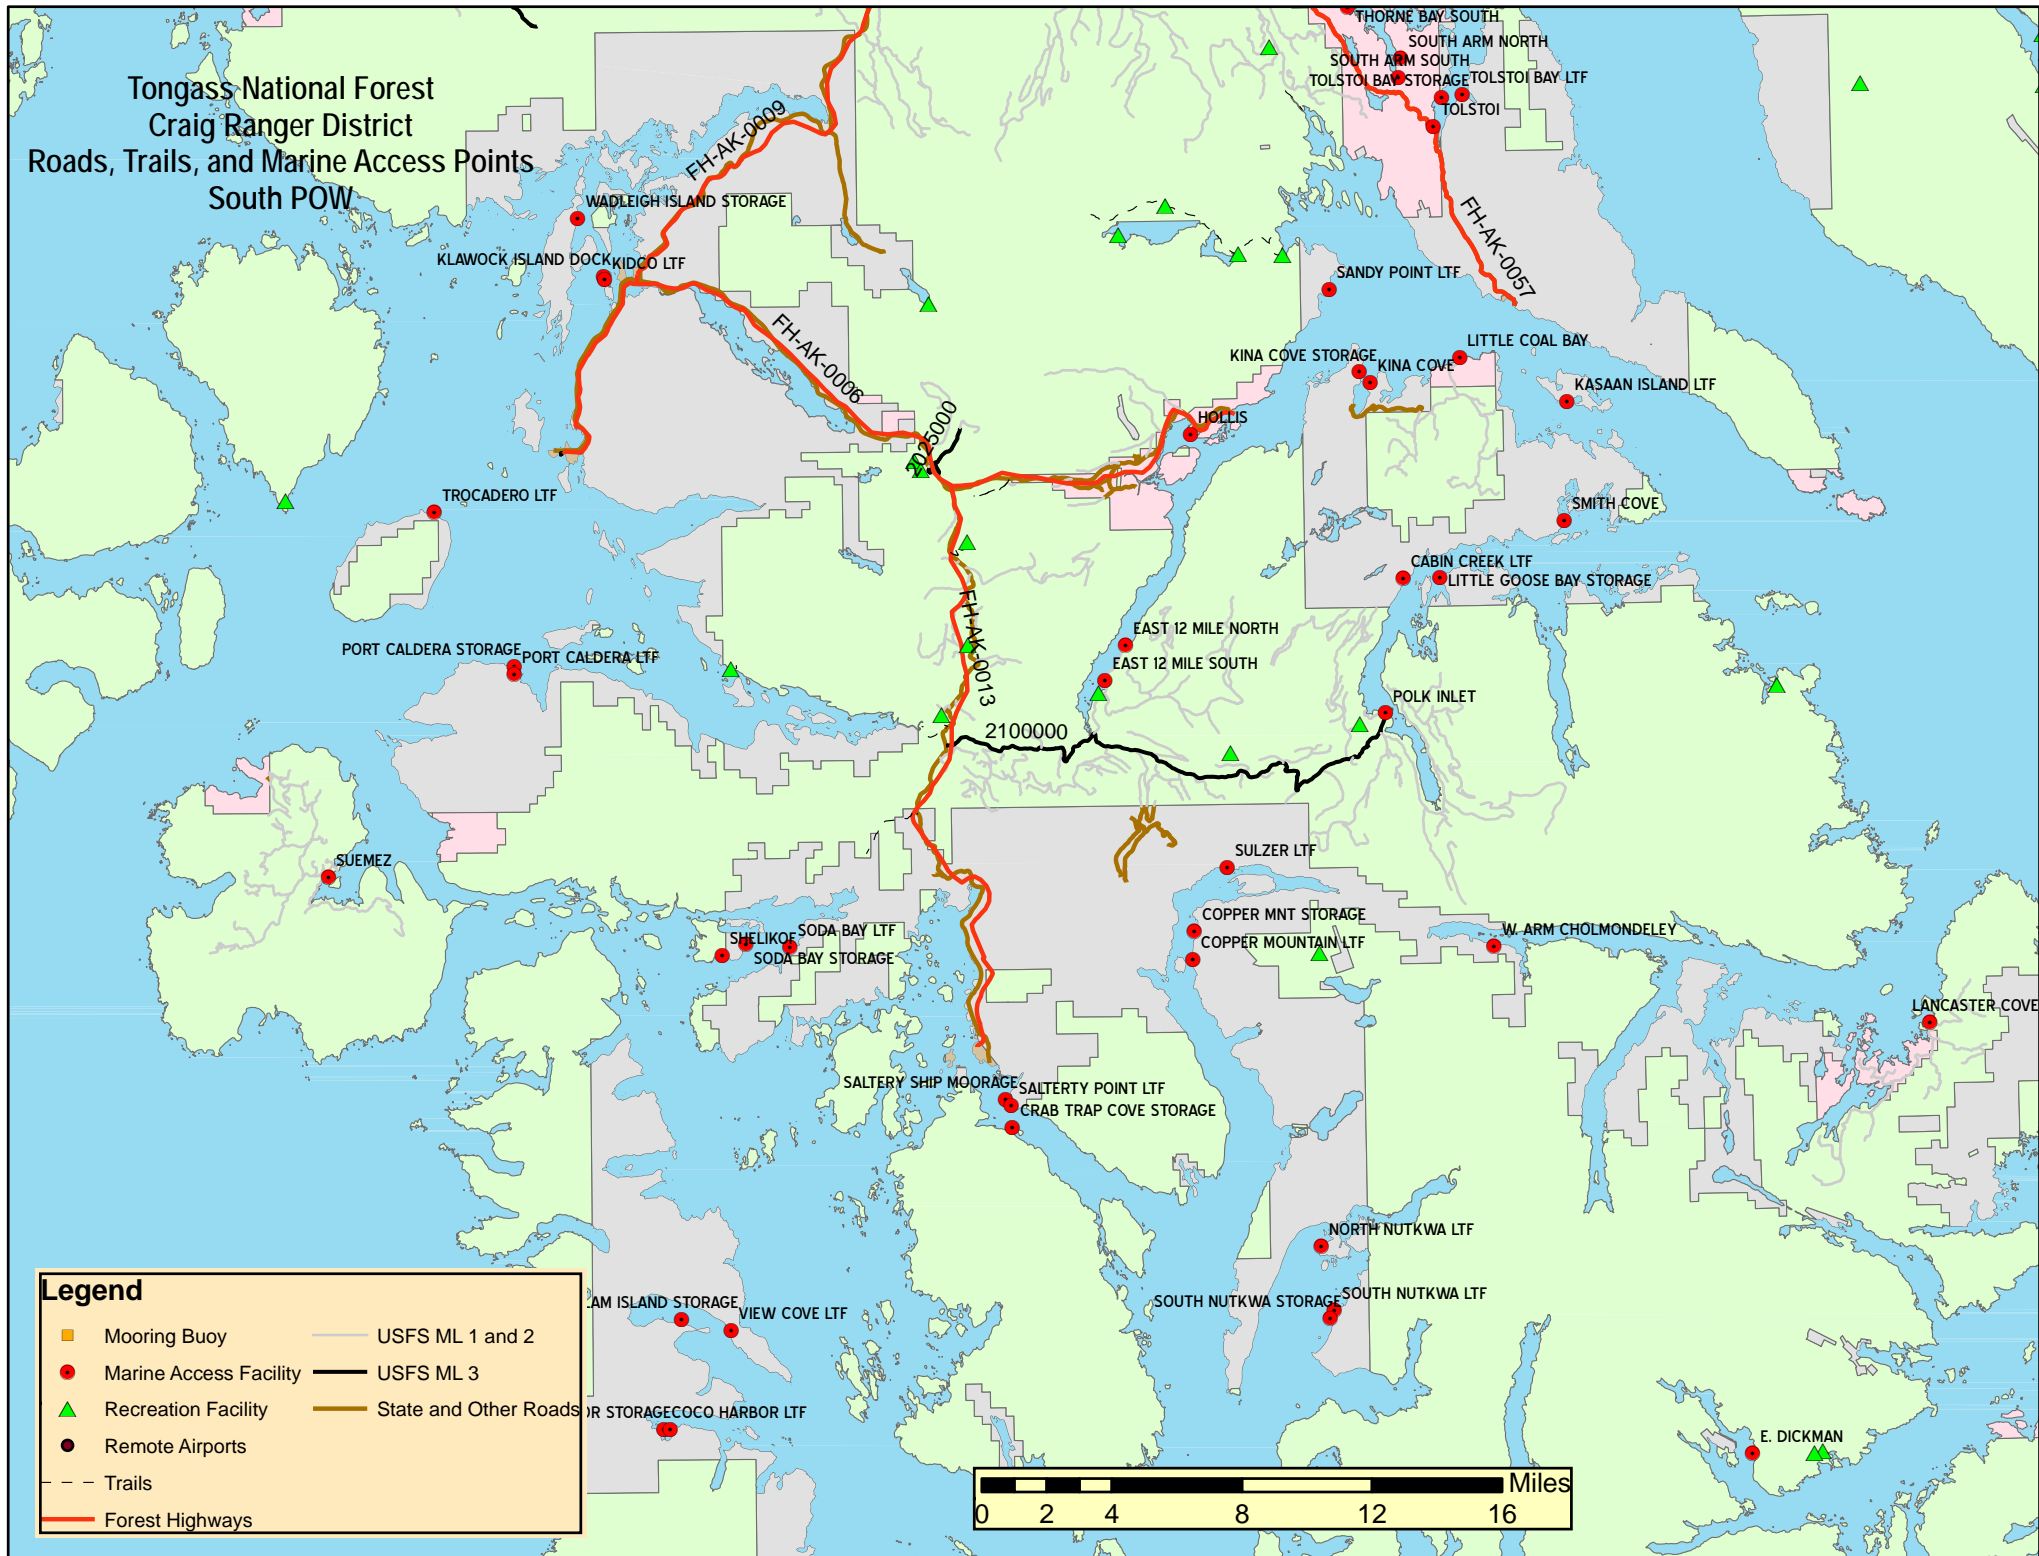 THORNE BAY SOUTH
SOUTH ARM NORTH
SOUTH ARM SOUTH
TOLSTOI BAY STORAGE
TOLSTOI BAY LTF
TOLSTOI
Tongass National Forest
Craig Ranger District
Roads, Trails, and Marine Access Points
South POW
FH-AK-0009
WADLEIGH ISLAND STORAGE
FH-AK-0057
KLAWOCK ISLAND DOCK
KIDCO LTF
SANDY POINT LTF
FH-AK-0006
LITTLE COAL BAY
KINA COVE STORAGE
KINA COVE
KASAAN ISLAND LTF
HOLLIS
2025000
TROCADERO LTF
SMITH COVE
CABIN CREEK LTF
LITTLE GOOSE BAY STORAGE
FH-AK-0013
EAST 12 MILE NORTH
PORT CALDERA STORAGE
PORT CALDERA LTF
EAST 12 MILE SOUTH
POLK INLET
2100000
SUEMEZ
SULZER LTF
COPPER MNT STORAGE
SHELIKOF
SODA BAY LTF
COPPER MOUNTAIN LTF
W. ARM CHOLMONDELEY
SODA BAY STORAGE
LANCASTER COVE
SALTERY SHIP MOORAGE
SALTERTY POINT LTF
CRAB TRAP COVE STORAGE
NORTH NUTKWA LTF
SOUTH NUTKWA STORAGE
SOUTH NUTKWA LTF
AM ISLAND STORAGE
VIEW COVE LTF
OR STORAGE
COCO HARBOR LTF
E. DICKMAN
Legend
Mooring Buoy
USFS ML 1 and 2
Marine Access Facility
USFS ML 3
Recreation Facility
State and Other Roads
Remote Airports
Trails
Forest Highways
Miles
0 2 4 8 12 16